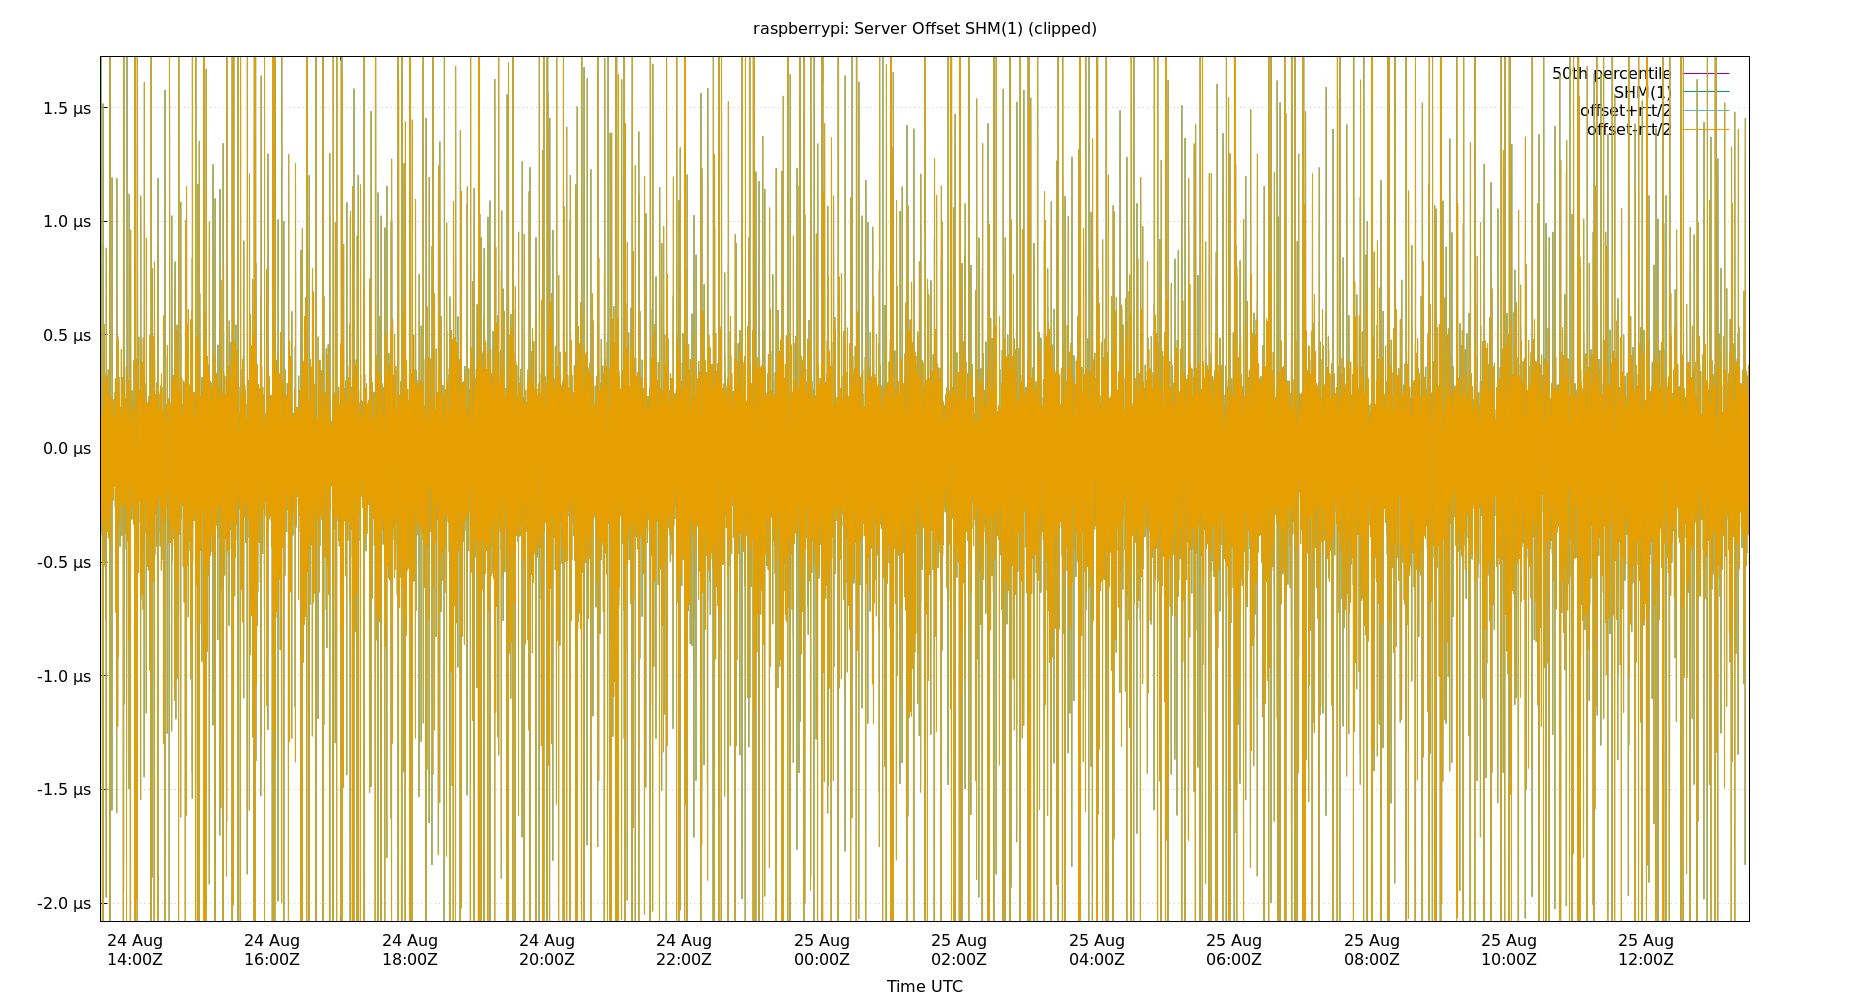 raspberrypi: Server Offset SHM(1) (clipped)
50th percentile
SHM(1)
offset+rtt/2
offset-rtt/2
1.5 µs
1.0 µs
0.5 µs
0.0 µs
-0.5 µs
-1.0 µs
-1.5 µs
-2.0 µs
24 Aug 24 Aug 24 Aug 24 Aug 24 Aug 25 Aug 25 Aug 25 Aug 25 Aug 25 Aug 25 Aug 25 Aug
14:00Z 16:00Z 18:00Z 20:00Z 22:00Z 00:00Z 02:00Z 04:00Z 06:00Z 08:00Z 10:00Z 12:00Z
Time UTC